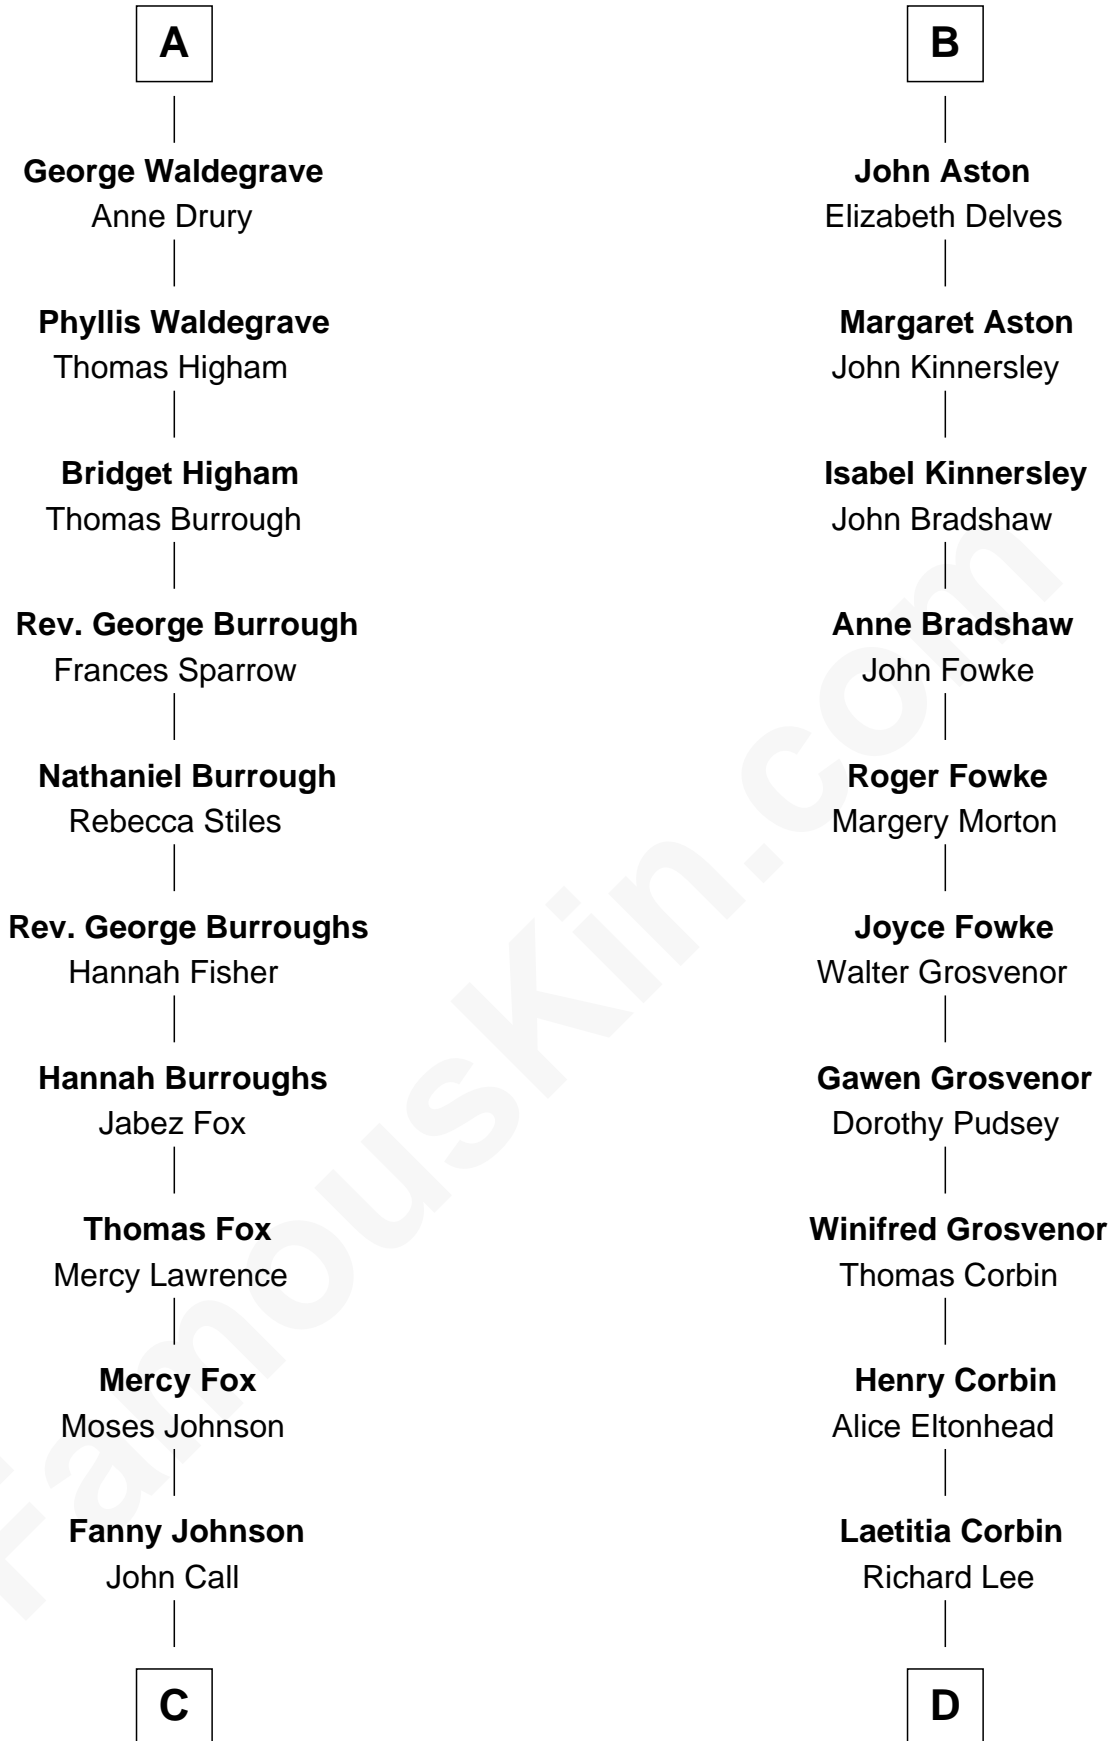 A
George Waldegrave
Anne Drury
Phyllis Waldegrave
Thomas Higham
Bridget Higham
Thomas Burrough
Rev. George Burrough
Frances Sparrow
Nathaniel Burrough
Rebecca Stiles
Rev. George Burroughs
Hannah Fisher
Hannah Burroughs
Jabez Fox
Thomas Fox
Mercy Lawrence
Mercy Fox
Moses Johnson
Fanny Johnson
John Call
C
B
John Aston
Elizabeth Delves
Margaret Aston
John Kinnersley
Isabel Kinnersley
John Bradshaw
Anne Bradshaw
John Fowke
Roger Fowke
Margery Morton
Joyce Fowke
Walter Grosvenor
Gawen Grosvenor
Dorothy Pudsey
Winifred Grosvenor
Thomas Corbin
Henry Corbin
Alice Eltonhead
Laetitia Corbin
Richard Lee
D
FamousKin.com